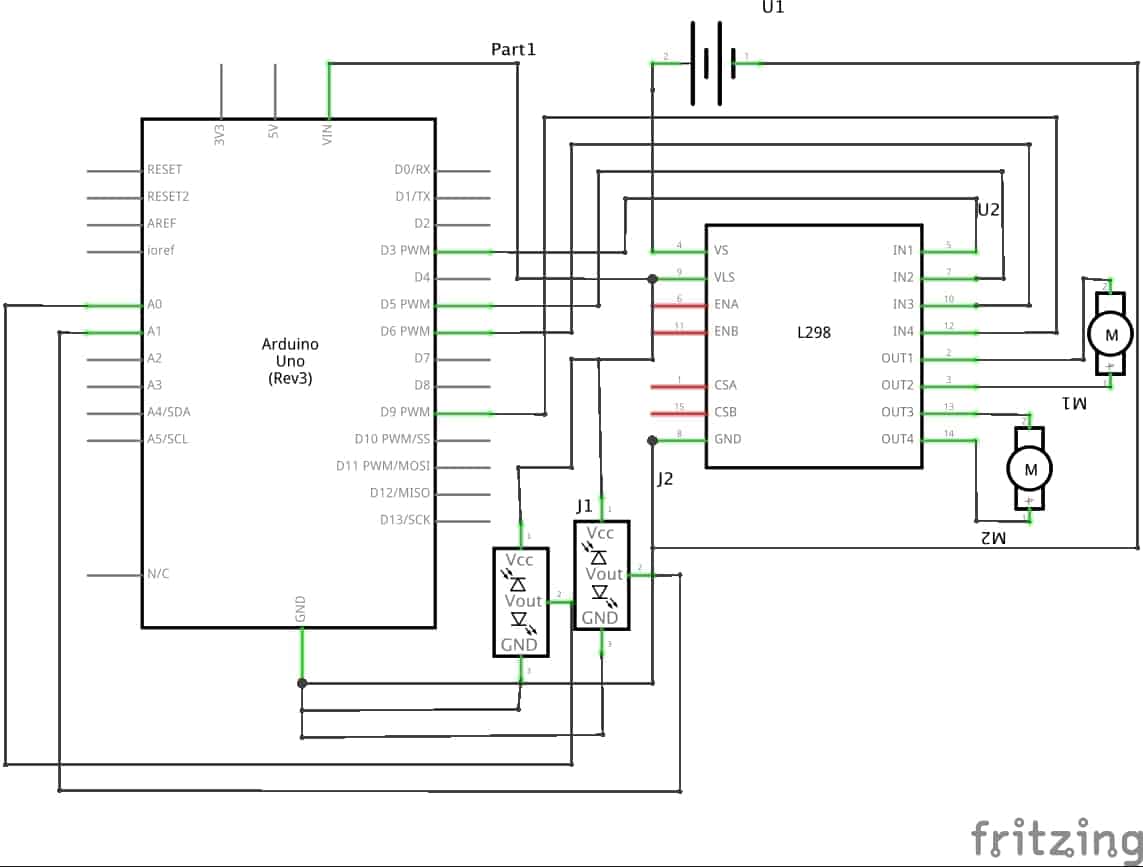 U1
Part1
2
1
3V3
5V
VIN
RESET
D0/RX
RESET2
D1/TX
AREF
D2
U2
ioref
D3 PWM
4
VS
IN1
5
D4
9
VLS
IN2
7
A0
D5 PWM
6
ENA
IN3
10
2
A1
D6 PWM
11
ENB
L298
IN4
12
M
Arduino
Uno
(Rev3)
A2
D7
OUT1
2
+
A3
D8
1
CSA
OUT2
3
1
M1
A4/SDA
D9 PWM
15
CSB
OUT3
13
2
A5/SCL
D10 PWM/SS
8
GND
OUT4
14
D11 PWM/MOSI
M
J2
D12/MISO
+
J1
1
D13/SCK
1
Vcc
1
M2
Vcc
N/C
Vout
2
GND
Vout
2
GND
GND
3
3
fritzing